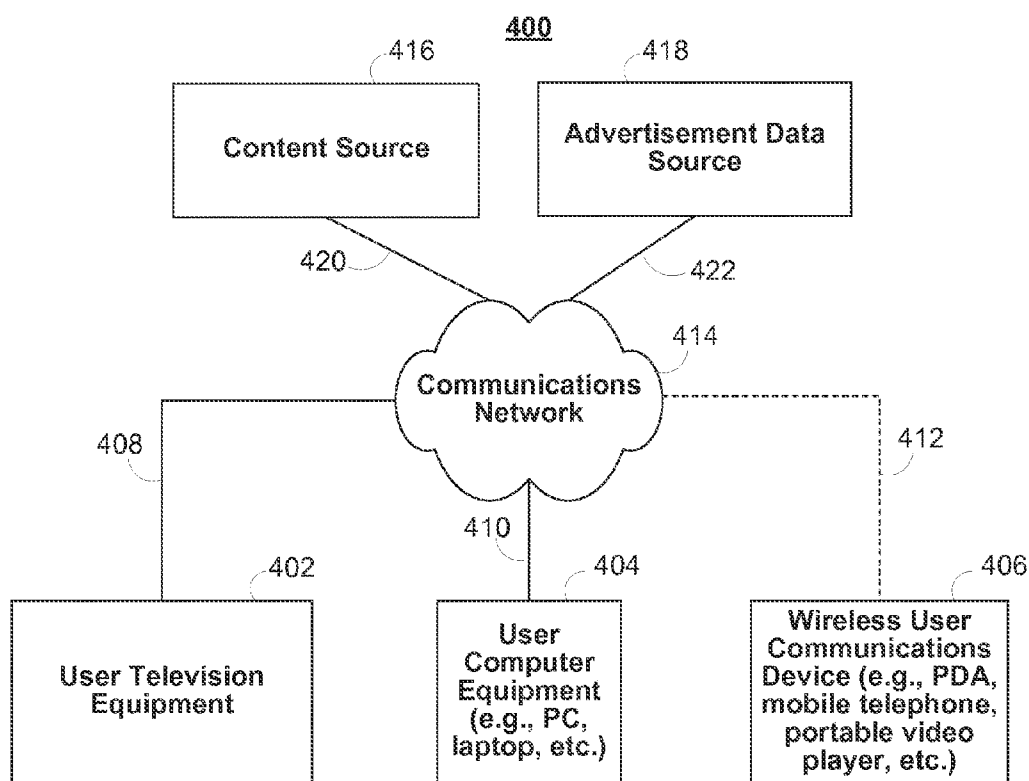 400
416
418
Content Source
Advertisement Data
Source
420
422
414
Communications
Network
408
412
410
402
404
406
User Television
Equipment
User
Computer
Equipment
(e.g., PC,
laptop, etc.)
Wireless User
Communications
Device (e.g., PDA,
mobile telephone,
portable video
player, etc.)